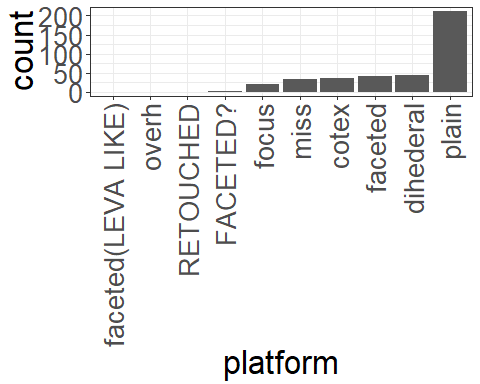 count
200
150
100
50
0
faceted(LEVA LIKE)
overh
RETOUCHED
FACETED?
focus
miss
cotex
faceted
dihederal
plain
platform